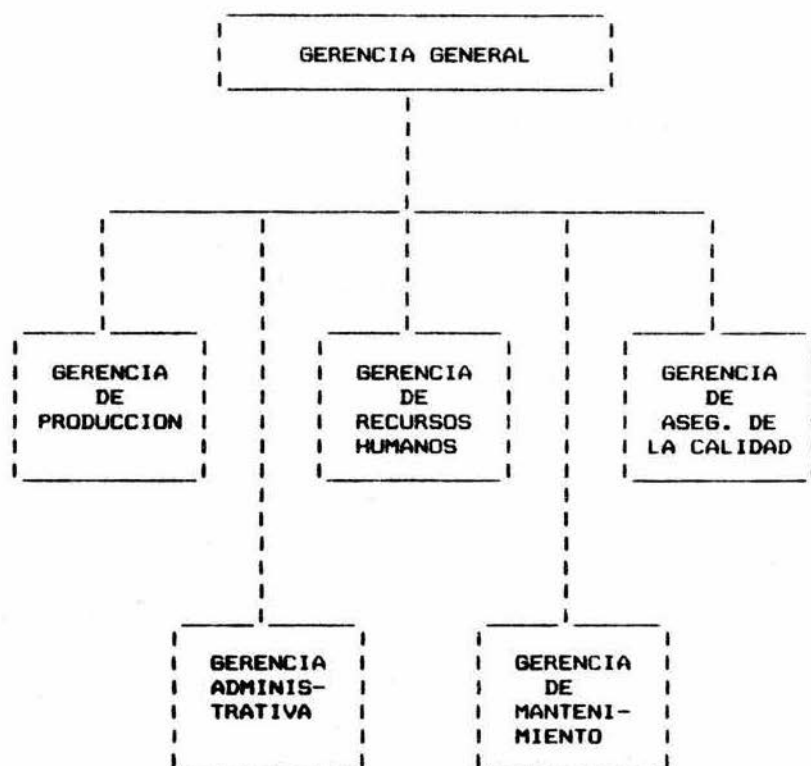 GERENCIA GENERAL
GERENCIA
DE
PRODUCCION
GERENCIA
DE
RECURSOS
HUMANOS
GERENCIA
DE
ASEG. DE
LA CALIDAD
GERENCIA
ADMINIS-
TRATIVA
GERENCIA
DE
MANTENI-
MIENTO